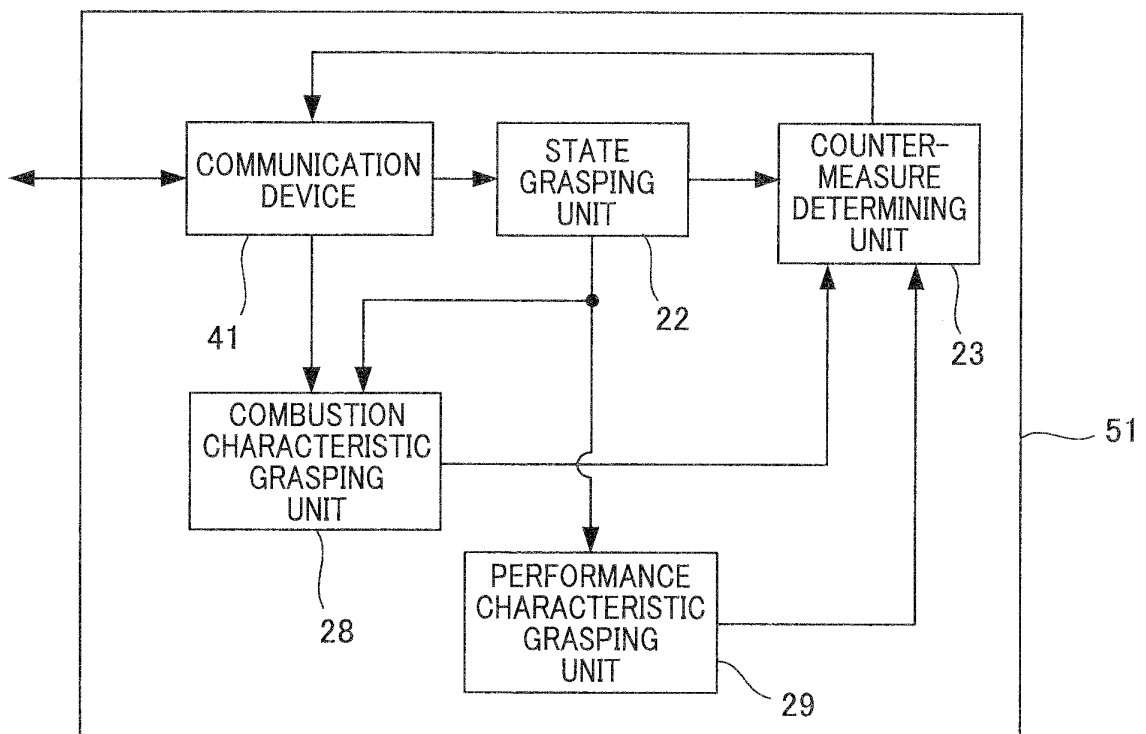 COMMUNICATION
DEVICE
41
STATE
GRASPING
UNIT
22
COUNTER-
MEASURE
DETERMINING
UNIT
23
COMBUSTION
CHARACTERISTIC
GRASPING
UNIT
28
51
PERFORMANCE
CHARACTERISTIC
GRASPING
UNIT
29